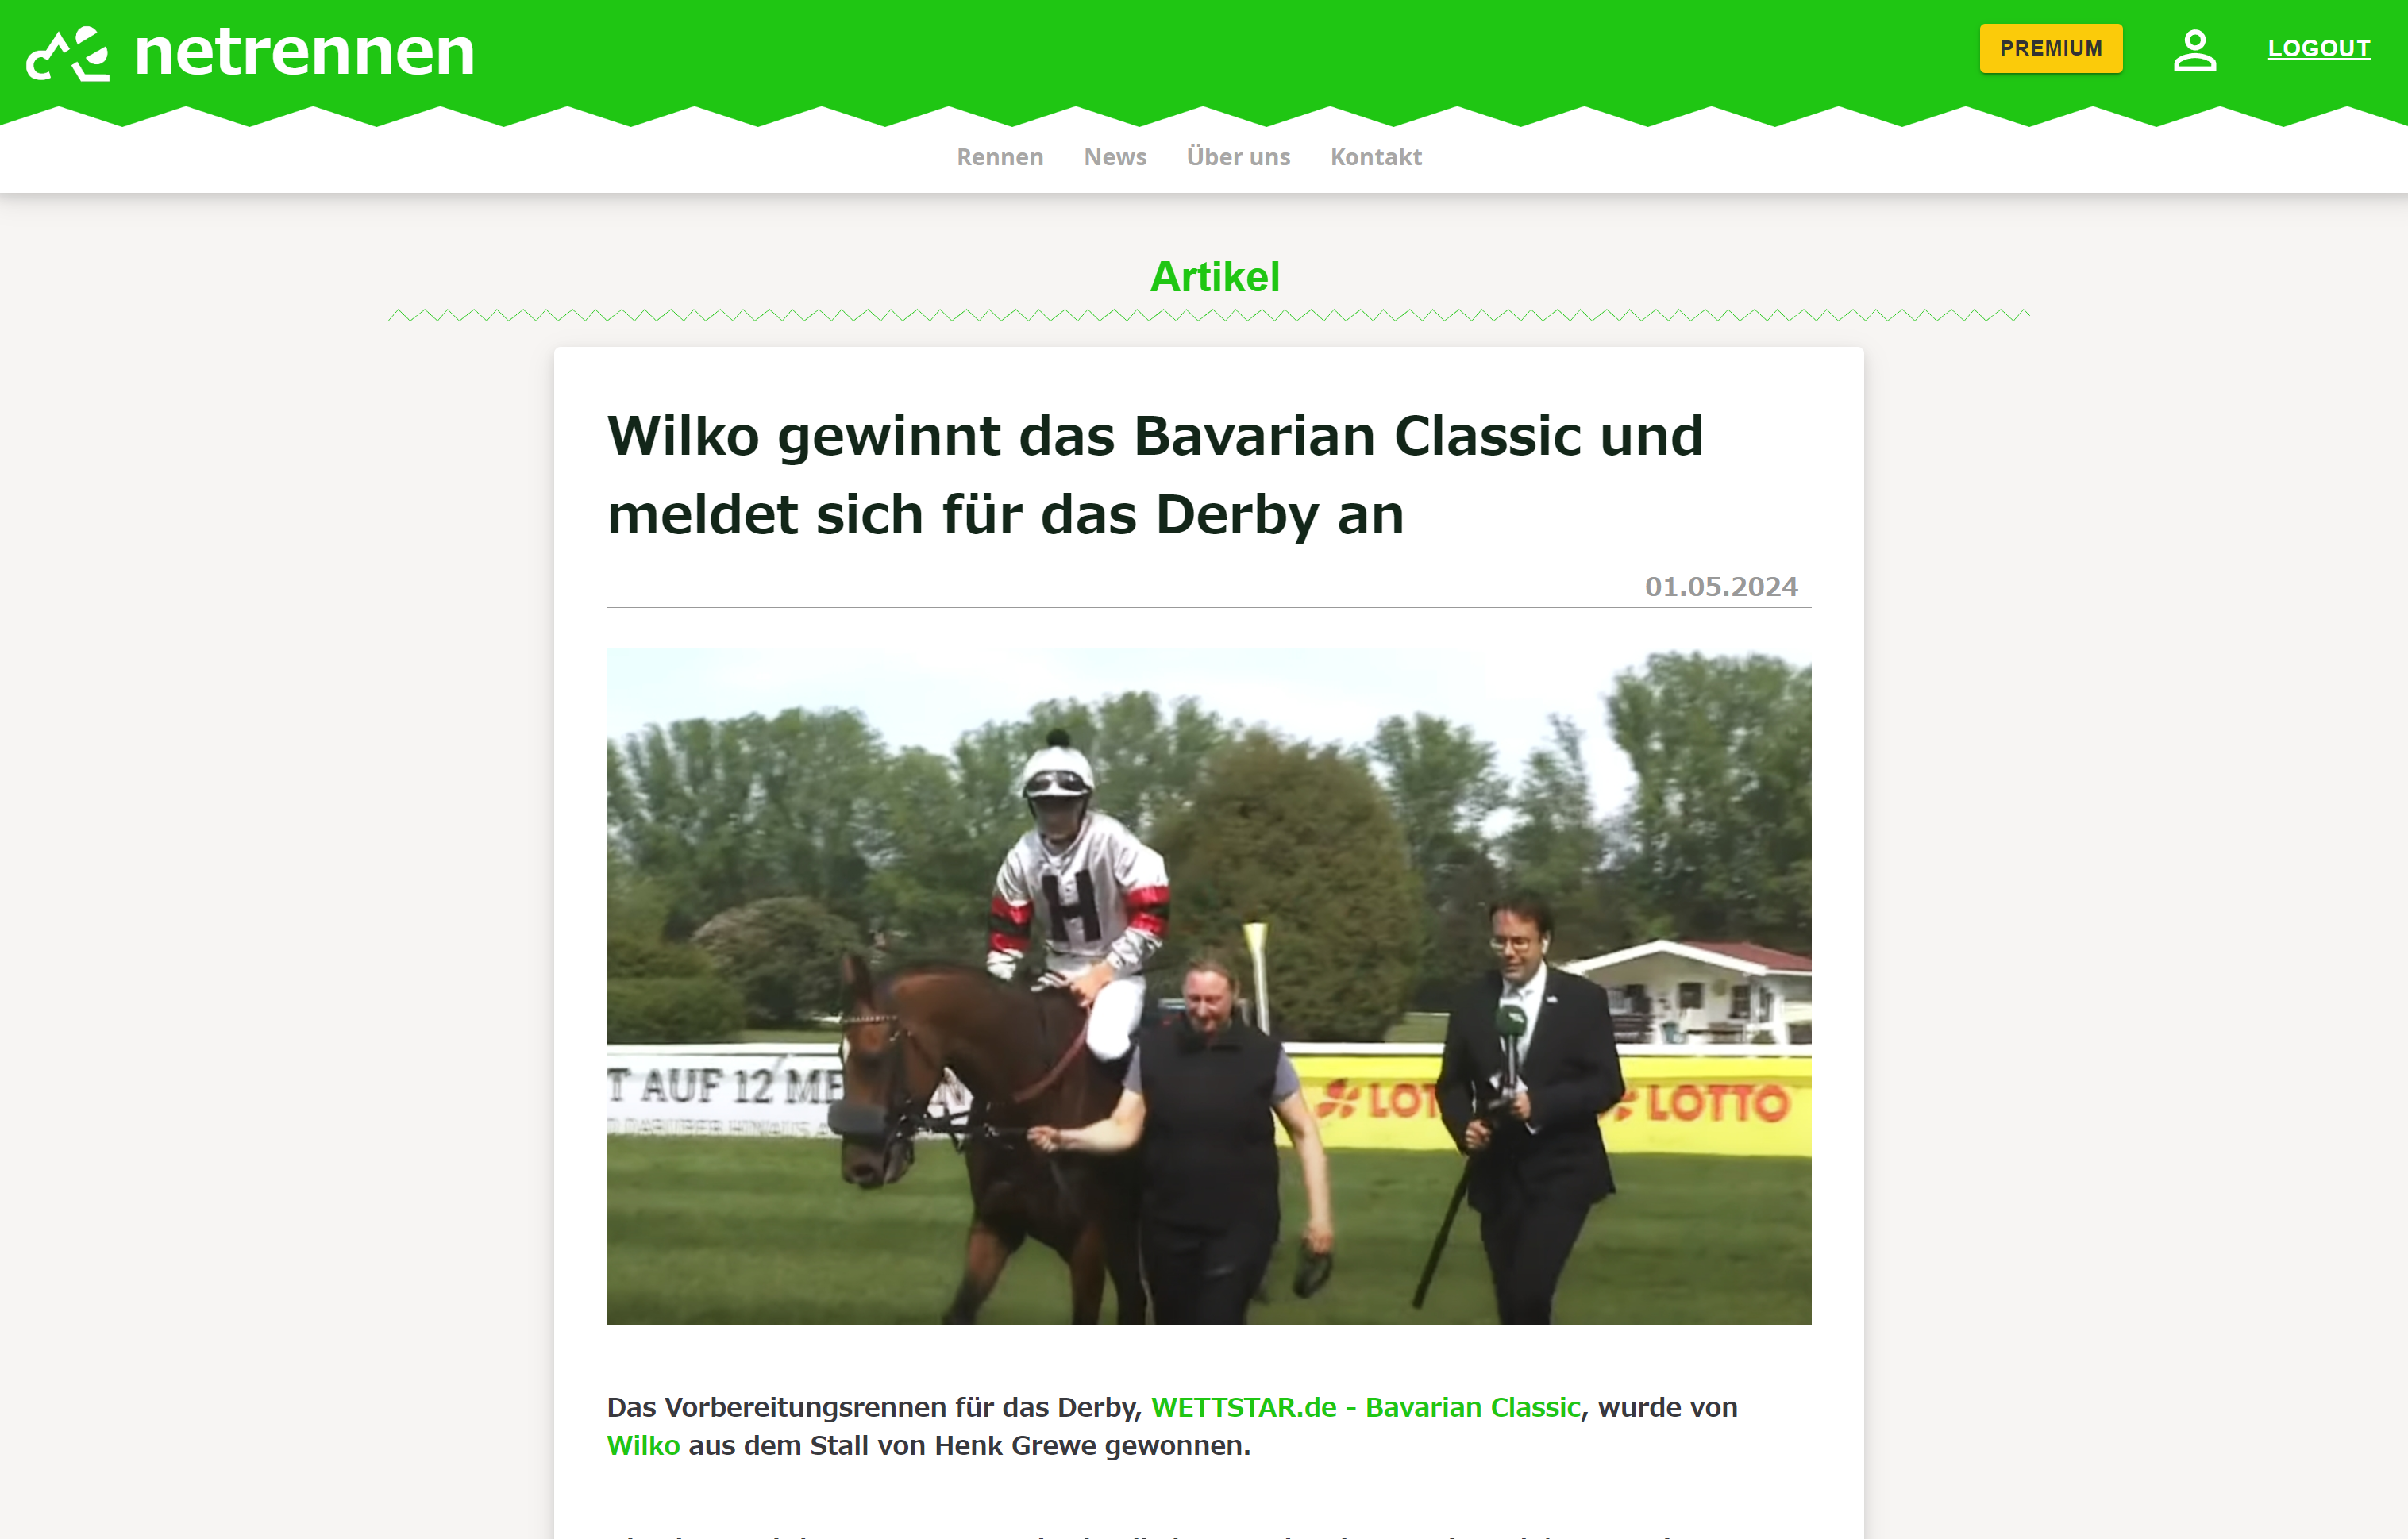 netrennen
PREMIUM
LOGOUT
Rennen News Über uns Kontakt
Artikel
Wilko gewinnt das Bavarian Classic und
meldet sich für das Derby an
01.05.2024
H
T AUF 12 ME
LOT
LOTTO
Das Vorbereitungsrennen für das Derby, WETTSTAR.de - Bavarian Classic, wurde von
Wilko aus dem Stall von Henk Grewe gewonnen.